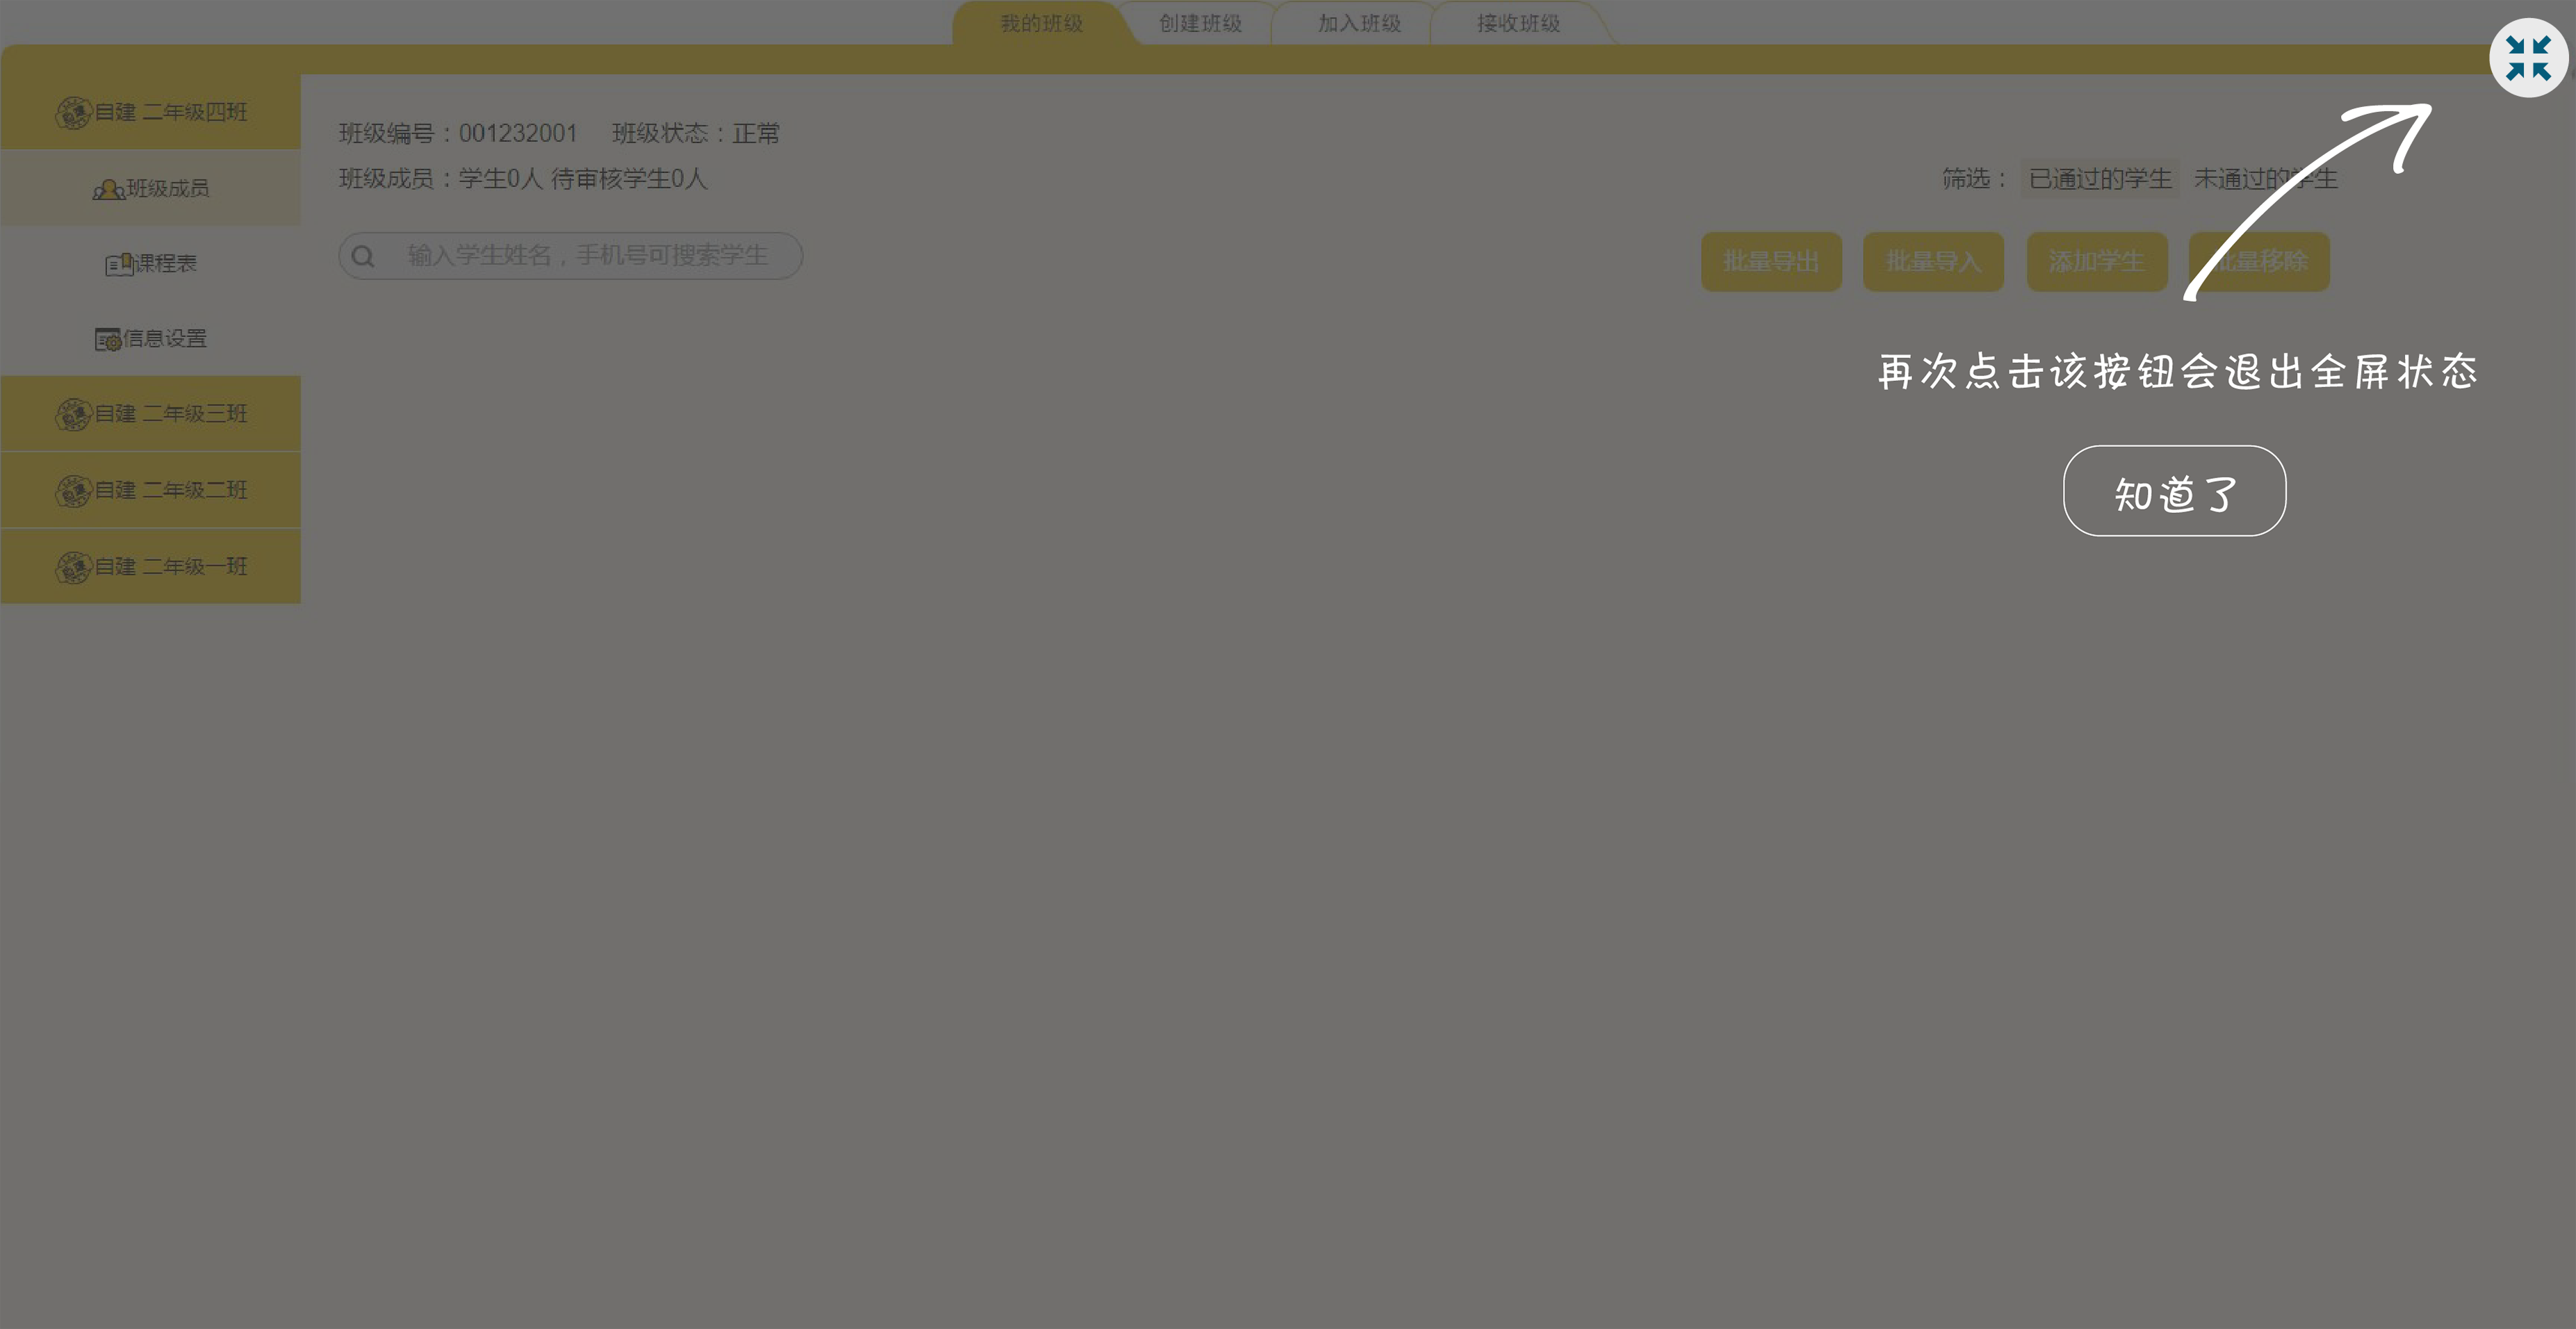 我的班级 创建班级 加入班级 接收班级
自建 二年级四班
班级成员
课程表
信息设置
自建 二年级三班
自建 二年级二班
自建 二年级一班
班级编号：001232001 班级状态：正常
班级成员：学生0人 待审核学生0人
筛选： 已通过的学生 未通过的学生
输入学生姓名，手机号可搜索学生
批量导出 批量导入 添加学生 批量移除
再次点击该按钮会退出全屏状态
知道了